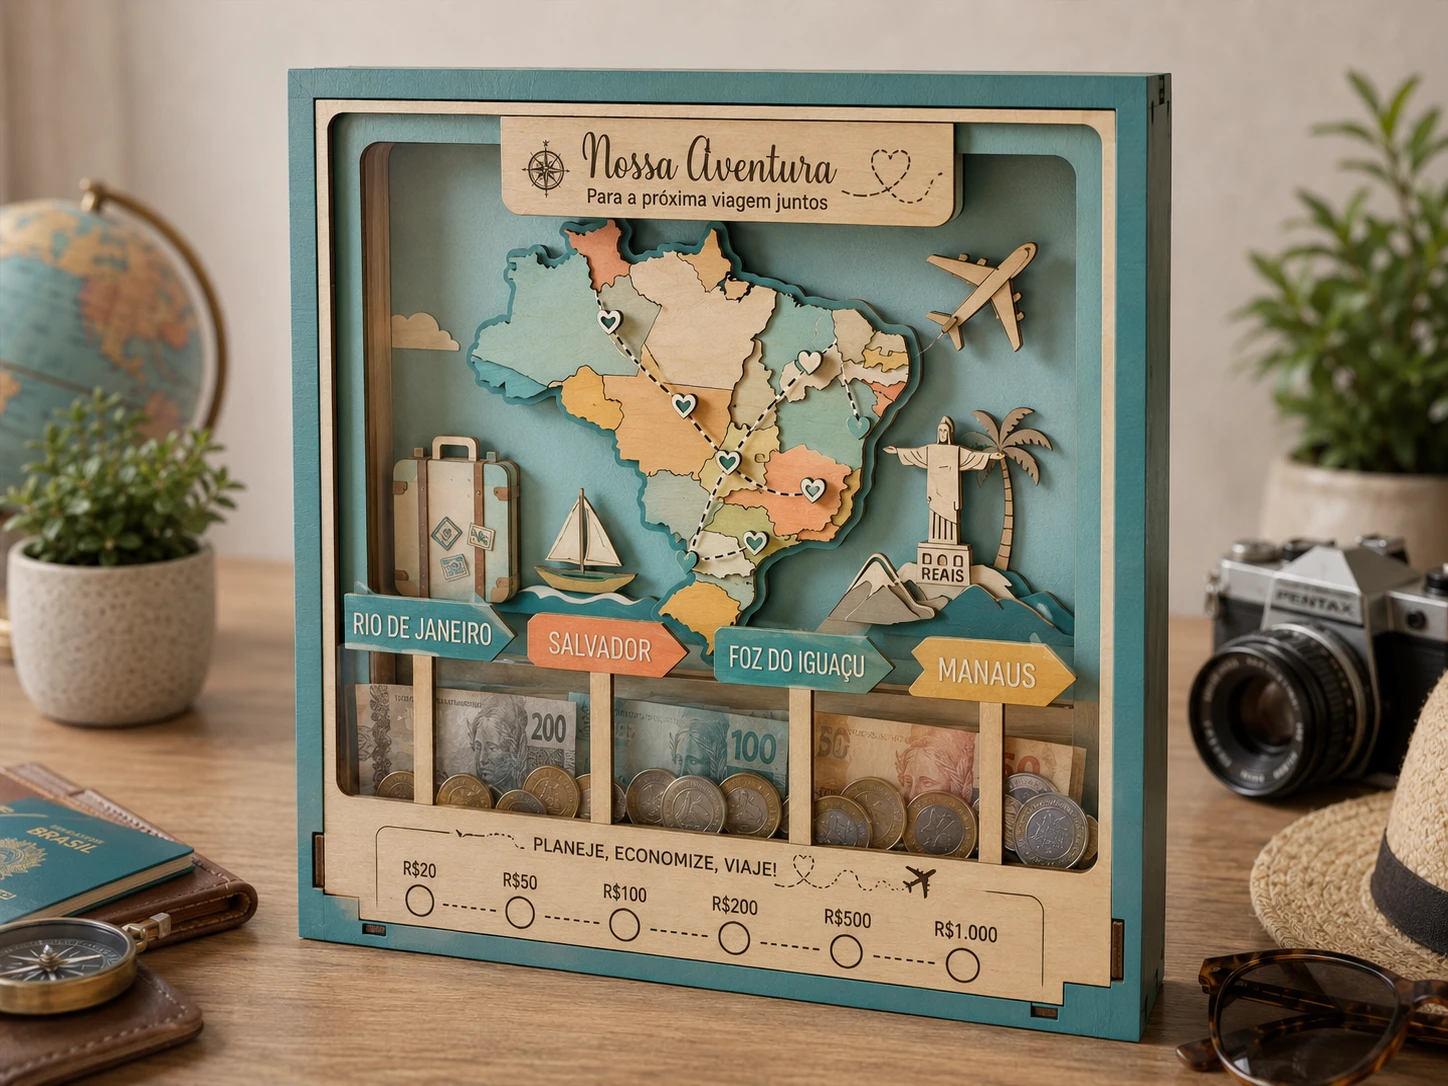 Nossa Aventura
Para a próxima viagem juntos
REAIS
RIO DE JANEIRO
SALVADOR
FOZ DO IGUAÇU
MANAUS
200
100
50
50
PLANEJE, ECONOMIZE, VIAJE!
R$20
R$50
R$100
R$200
R$500
R$1.000
BRASIL
PENTAX